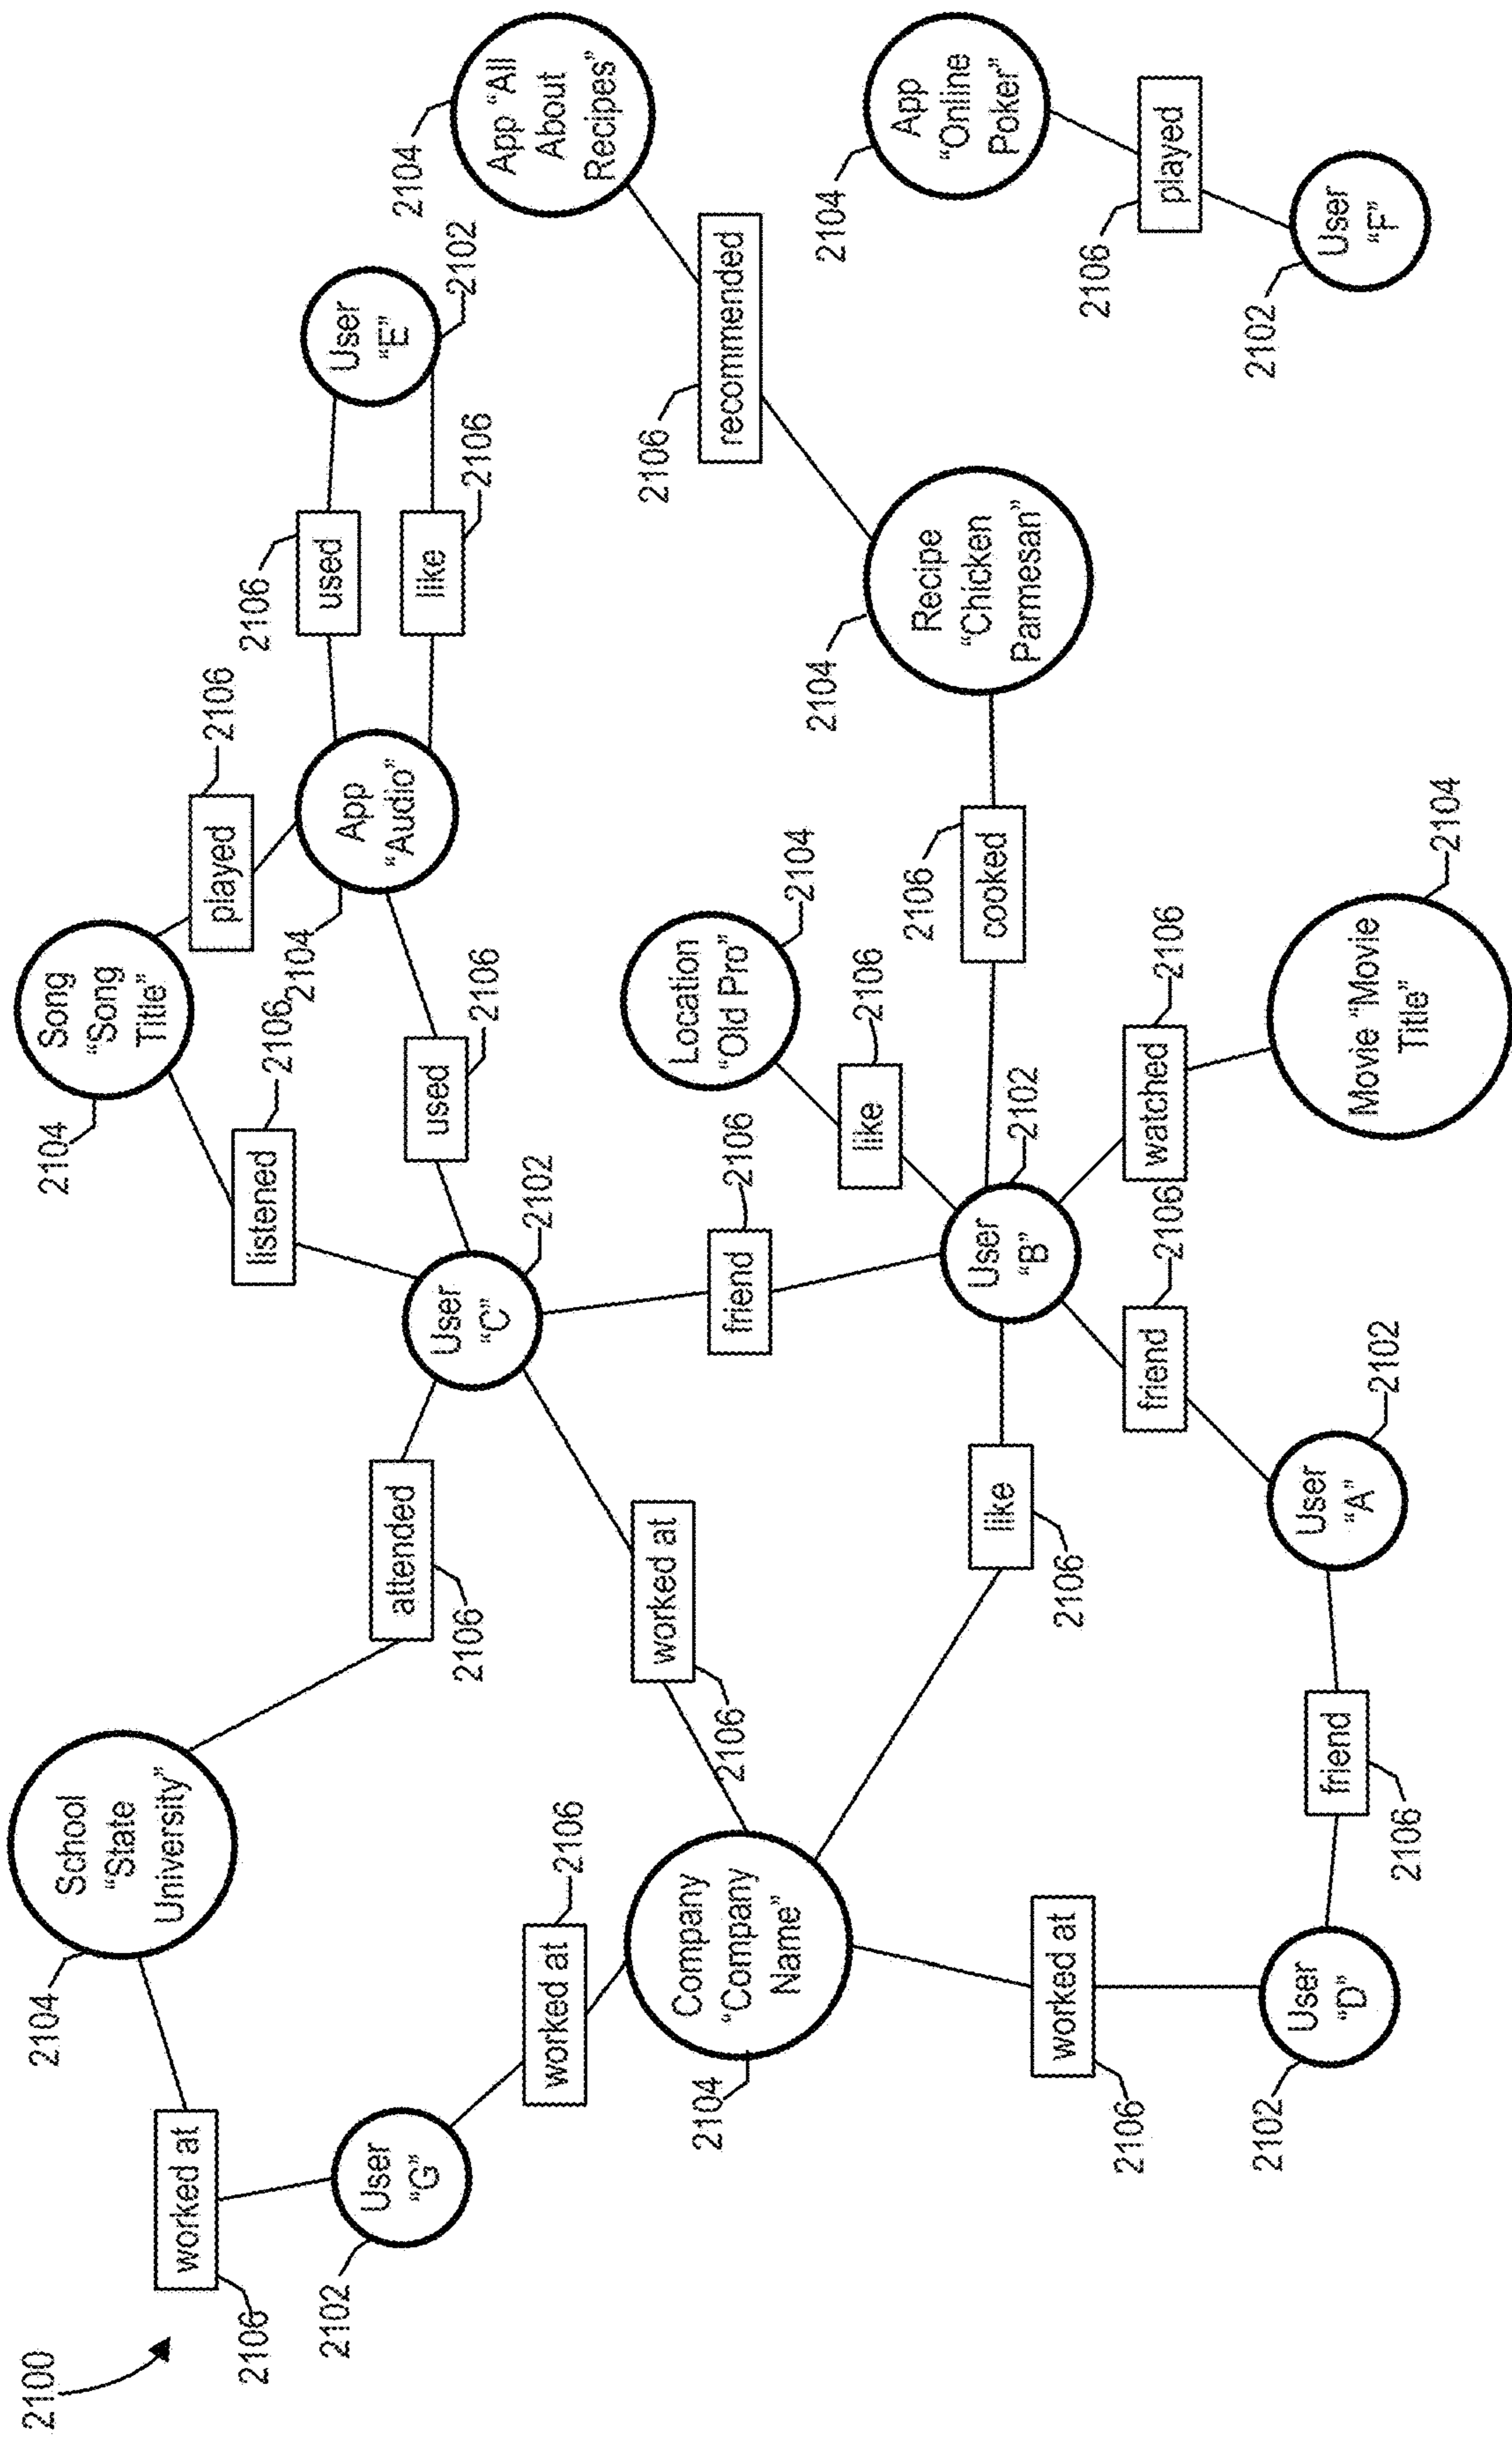 2100
2104
School
“State
University”
2104
Song
“Song
Title”
worked at
2106
played
2106
listened
2106
2106
used
User
“E”
2102
2102
User
“G”
attended
2106
2104
App
“Audio”
like
2106
User
“C”
2102
used
2106
2104
App “All
About
Recipes”
worked at
2106
worked at
2106
friend
2106
Location
“Old Pro”
2104
2106
recommended
2104
Company
“Company
Name”
like
2106
2104
Recipe
“Chicken
Parmesan”
2104
App
“Online
Poker”
like
2106
User
“B”
2102
2106
cooked
worked at
2106
friend
2106
watched
2106
2106
played
2102
User
“D”
friend
2106
User
“A”
2102
Movie “Movie
Title”
2104
2102
User
“F”